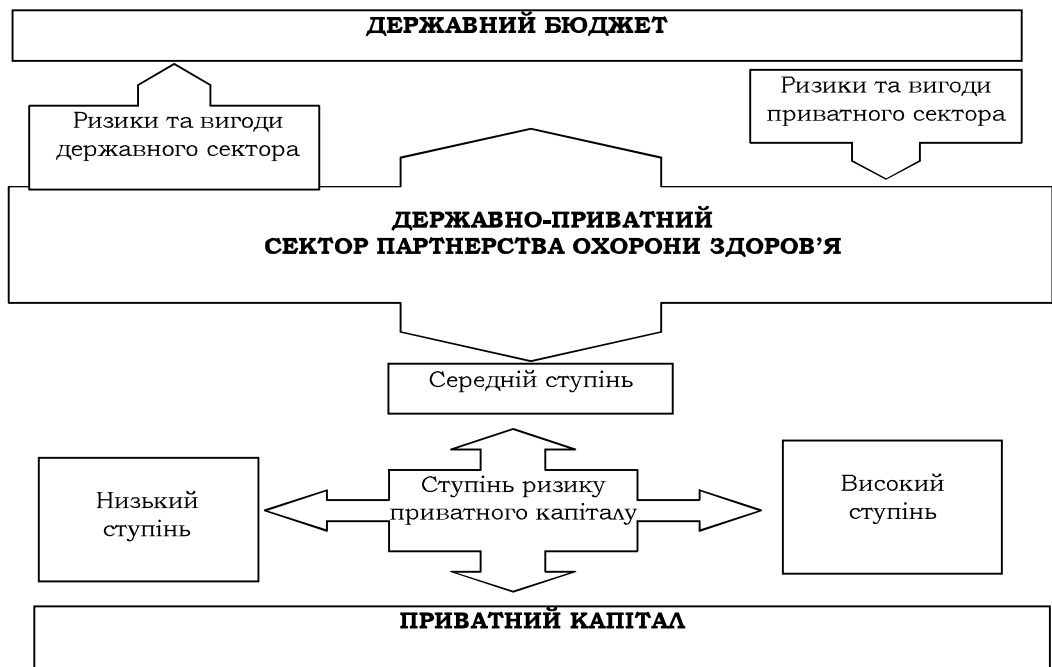 ДЕРЖАВНИЙ БЮДЖЕТ
Ризики та вигоди
державного сектора
Ризики та вигоди
приватного сектора
ДЕРЖАВНО-ПРИВАТНИЙ
СЕКТОР ПАРТНЕРСТВА ОХОРОНИ ЗДОРОВ’Я
Середній ступінь
Низький
ступінь
Ступінь ризику
приватного капіталу
Високий
ступінь
ПРИВАТНИЙ КАПІТАЛ